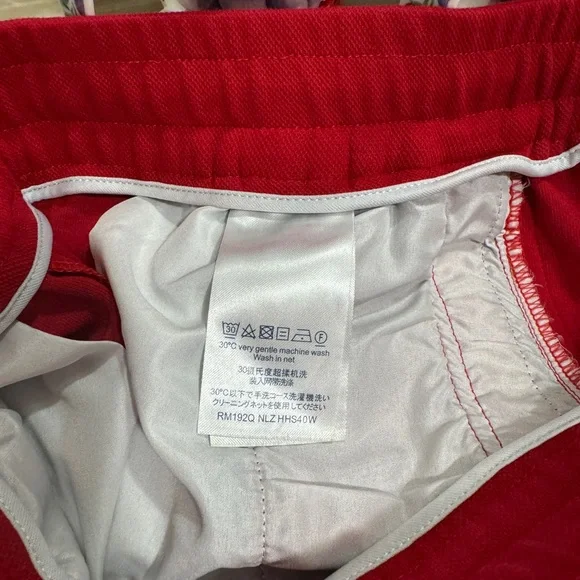 30 F
30℃ very gentle machine wash
Wash in net
30摄氏度超柔机洗
装入网袋洗涤
30℃以下で手洗コース洗濯機洗い
クリーニングネットを使用してください
RM192Q NLZ HHS40W